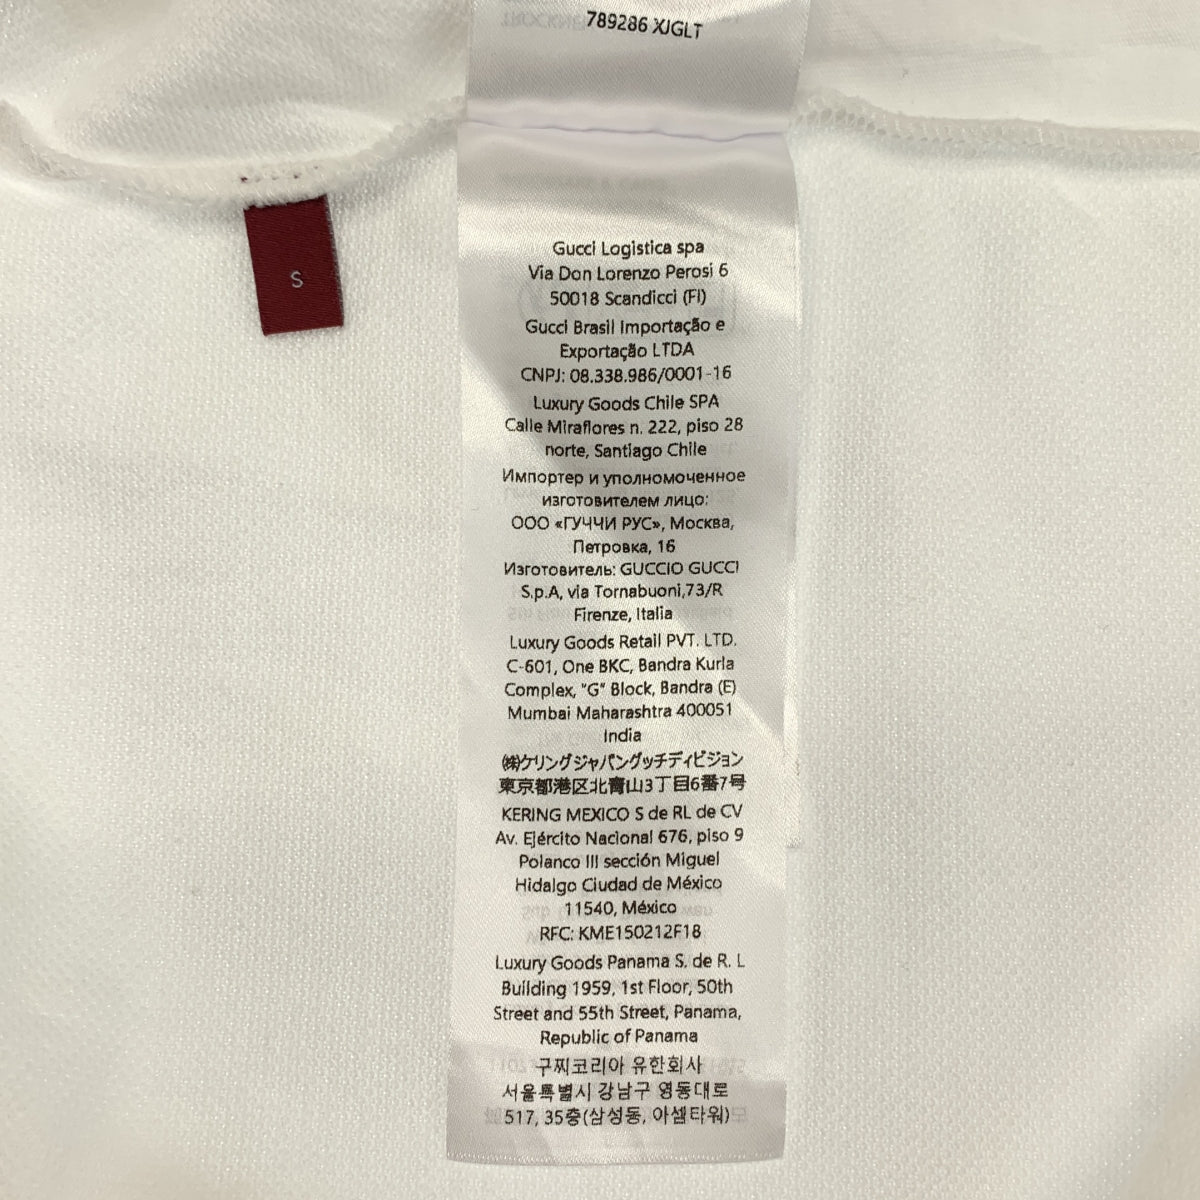 789286 XJGLT
S
Gucci Logistica spa
Via Don Lorenzo Perosi 6
50018 Scandicci (FI)
Gucci Brasil Importação e
Exportação LTDA
CNPJ: 08.338.986/0001-16
Luxury Goods Chile SPA
Calle Miraflores n. 222, piso 28
norte, Santiago Chile
Импортер и уполномоченное
изготовителем лицо:
ООО «ГУЧЧИ РУС», Москва,
Петровка, 16
Изготовитель: GUCCIO GUCCI
S.p.A, via Tornabuoni,73/R
Firenze, Italia
Luxury Goods Retail PVT. LTD.
C-601, One BKC, Bandra Kurla
Complex, "G" Block, Bandra (E)
Mumbai Maharashtra 400051
India
㈱ケリングジャパングッチディビジョン
東京都港区北青山3丁目6番7号
KERING MEXICO S de RL de CV
Av. Ejército Nacional 676, piso 9
Polanco III sección Miguel
Hidalgo Ciudad de México
11540, México
RFC: KME150212F18
Luxury Goods Panama S. de R. L
Building 1959, 1st Floor, 50th
Street and 55th Street, Panama,
Republic of Panama
구찌코리아 유한회사
서울특별시 강남구 영동대로
517, 35층(삼성동, 아셈타워)